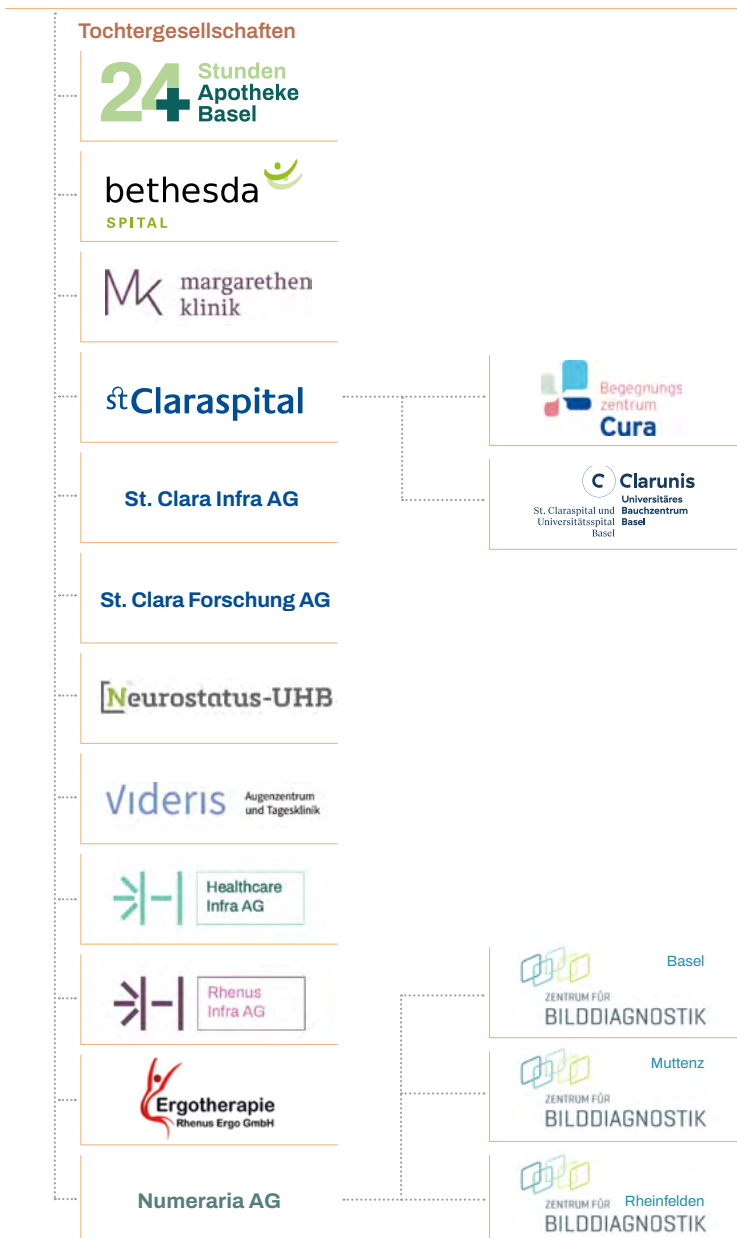 Tochtergesellschaften
24 Stunden
Apotheke
Basel
bethesda
SPITAL
MK margarethen
klinik
stClaraspital
Begegnungs
zentrum
Cura
C Clarunis
Universitäres
St. Claraspital und Bauchzentrum
Universitätsspital Basel
Basel
St. Clara Infra AG
St. Clara Forschung AG
Neurostatus-UHB
Videris Augenzentrum
und Tagesklinik
Healthcare
Infra AG
Rhenus
Infra AG
Basel
ZENTRUM FÜR
BILDDIAGNOSTIK
Ergotherapie
Rhenus Ergo GmbH
Muttenz
ZENTRUM FÜR
BILDDIAGNOSTIK
Numeraria AG
ZENTRUM FÜR Rheinfelden
BILDDIAGNOSTIK